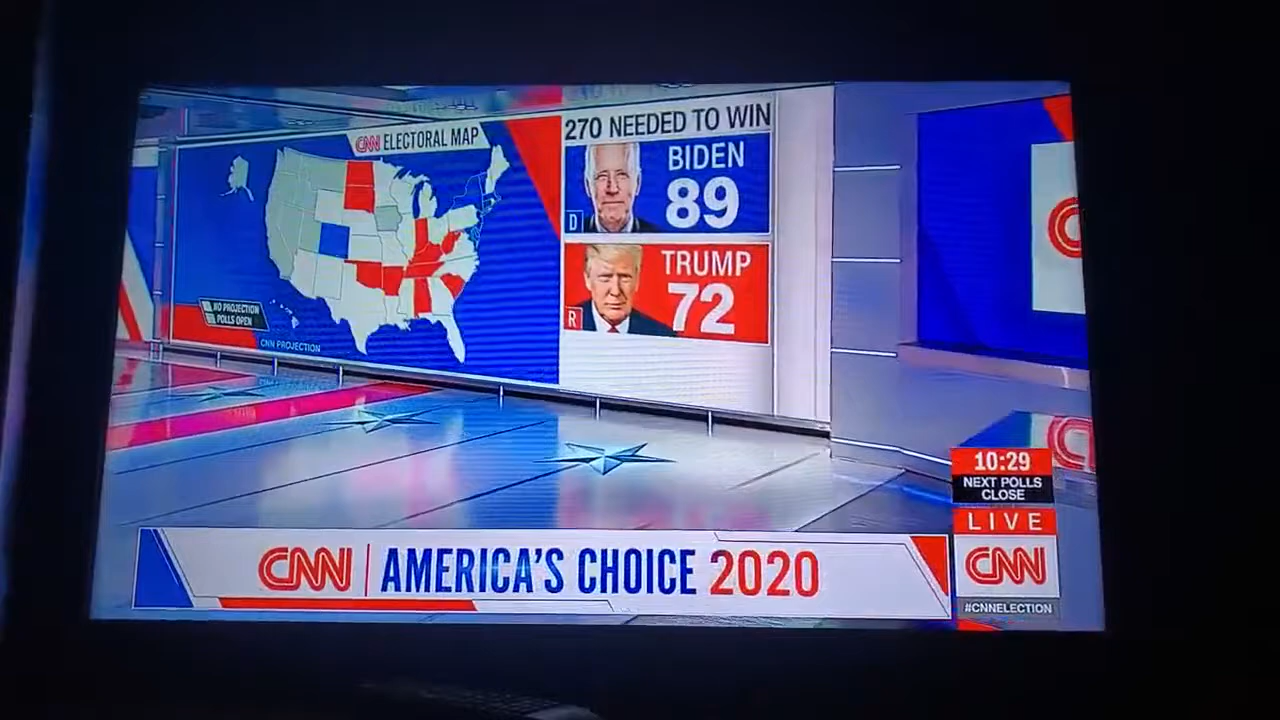 CNN ELECTORAL MAP
270 NEEDED TO WIN
BIDEN
89
D
TRUMP
72
R
NO PROJECTION
POLLS OPEN
CNN PROJECTION
10:29
NEXT POLLS
CLOSE
LIVE
CNN
#CNNELECTION
CNN AMERICA'S CHOICE 2020